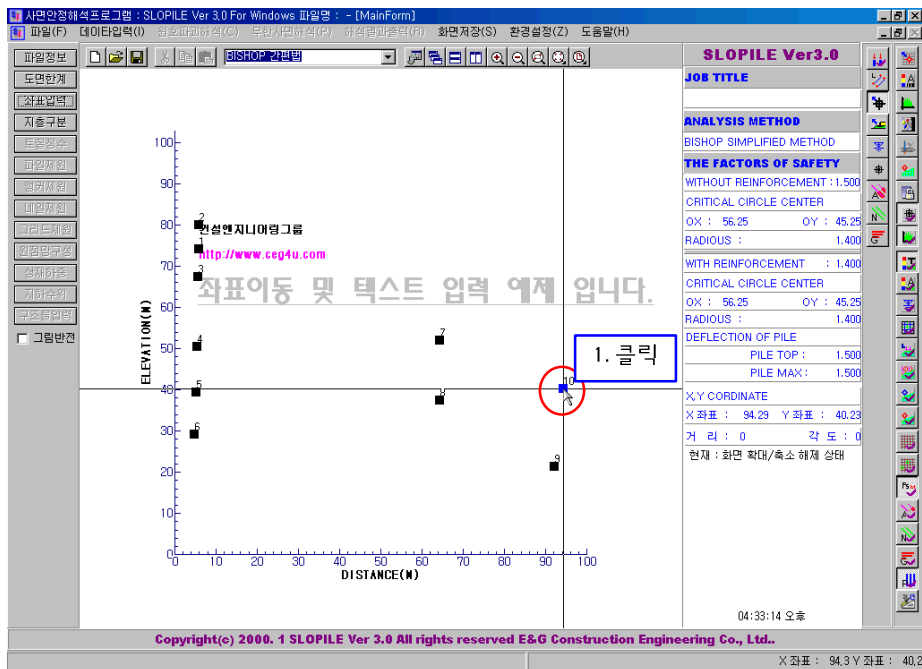 사면안정해석프로그램 : SLOPILE Ver 3,0 For Windows 파일명 : - [MainForm]
파일(F) 데이타입력(I) 원호파괴해석(C) 무한사면해석(P) 해석결과출력(R) 화면저장(S) 환경설정(Z) 도움말(H)
BISHOP 간편법
파일정보
도면한계
좌표입력
지층구분
토질정수
파일제원
앵커제원
네일제원
그리드제원
원점망구성
상재하중
지하수위
구조물입력
그림반전
ELEVATION(M)
100
90
80
70
60
50
40
30
20
10
0
2
1
3
4
5
6
7
8
9
10
건설엔지니어링그룹
http://www.ceg4u.com
좌표이동 및 텍스트 입력 예제 입니다.
1. 클릭
0 10 20 30 40 50 60 70 80 90 100
DISTANCE(M)
SLOPILE Ver3.0
JOB TITLE
ANALYSIS METHOD
BISHOP SIMPLIFIED METHOD
THE FACTORS OF SAFETY
WITHOUT REINFORCEMENT : 1.500
CRITICAL CIRCLE CENTER
OX : 56.25 OY : 45.25
RADIOUS : 1.400
WITH REINFORCEMENT : 1.400
CRITICAL CIRCLE CENTER
OX : 56.25 OY : 45.25
RADIOUS : 1.400
DEFLECTION OF PILE
PILE TOP : 1.500
PILE MAX : 1.500
X,Y CORDINATE
X 좌표 : 94.29 Y 좌표 : 40.23
거 리 : 0 각 도 : 0
현재 : 화면 확대/축소 해제 상태
04:33:14 오후
Copyright(c) 2000. 1 SLOPILE Ver 3.0 All rights reserved E&G Construction Engineering Co., Ltd..
X 좌표 : 94,3 Y 좌표 : 40,2